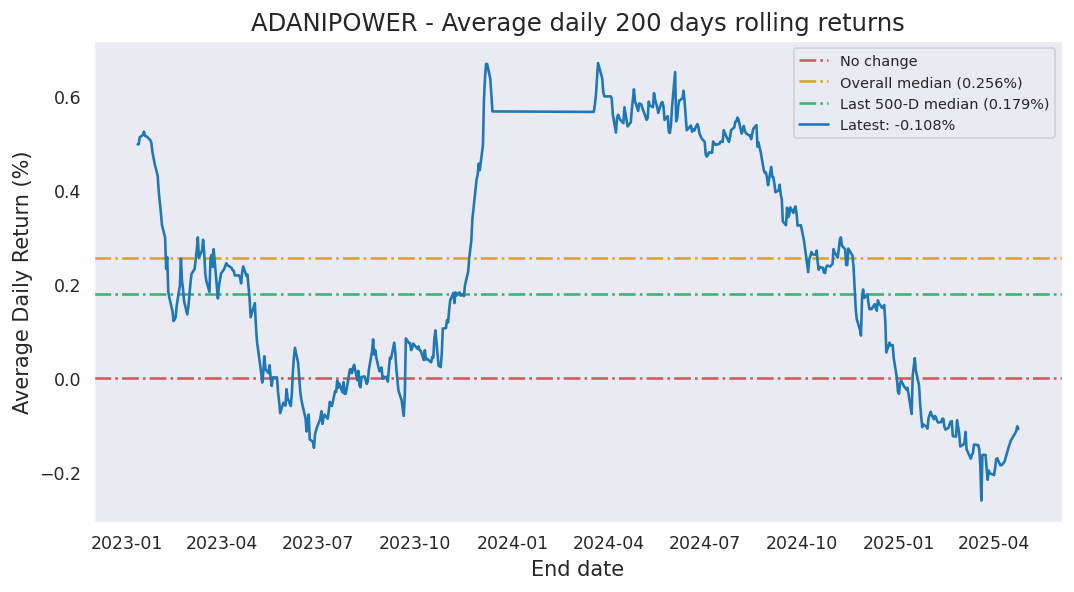 ADANIPOWER - Average daily 200 days rolling returns
No change
Overall median (0.256%)
Last 500-D median (0.179%)
Latest: -0.108%
Average Daily Return (%)
0.6
0.4
0.2
0.0
−0.2
2023-01 2023-04 2023-07 2023-10 2024-01 2024-04 2024-07 2024-10 2025-01 2025-04
End date